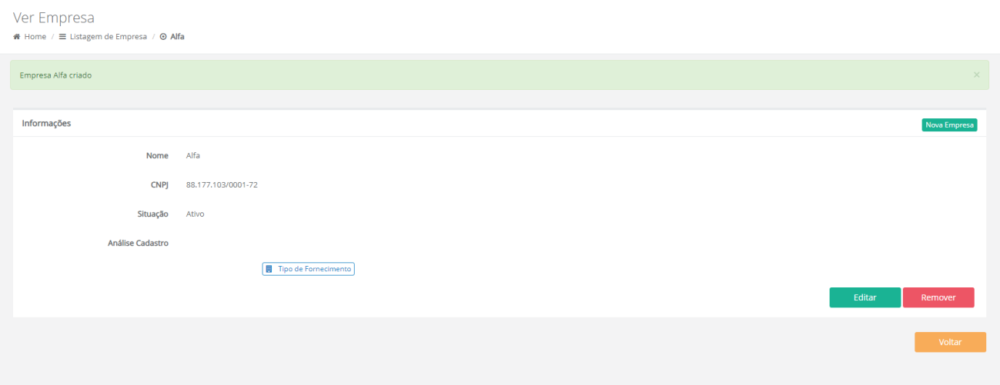 Ver Empresa
Home / Listagem de Empresa / Alfa
Empresa Alfa criado ×
Informações
Nova Empresa
Nome Alfa
CNPJ 88.177.103/0001-72
Situação Ativo
Análise Cadastro
Tipo de Fornecimento
Editar Remover
Voltar